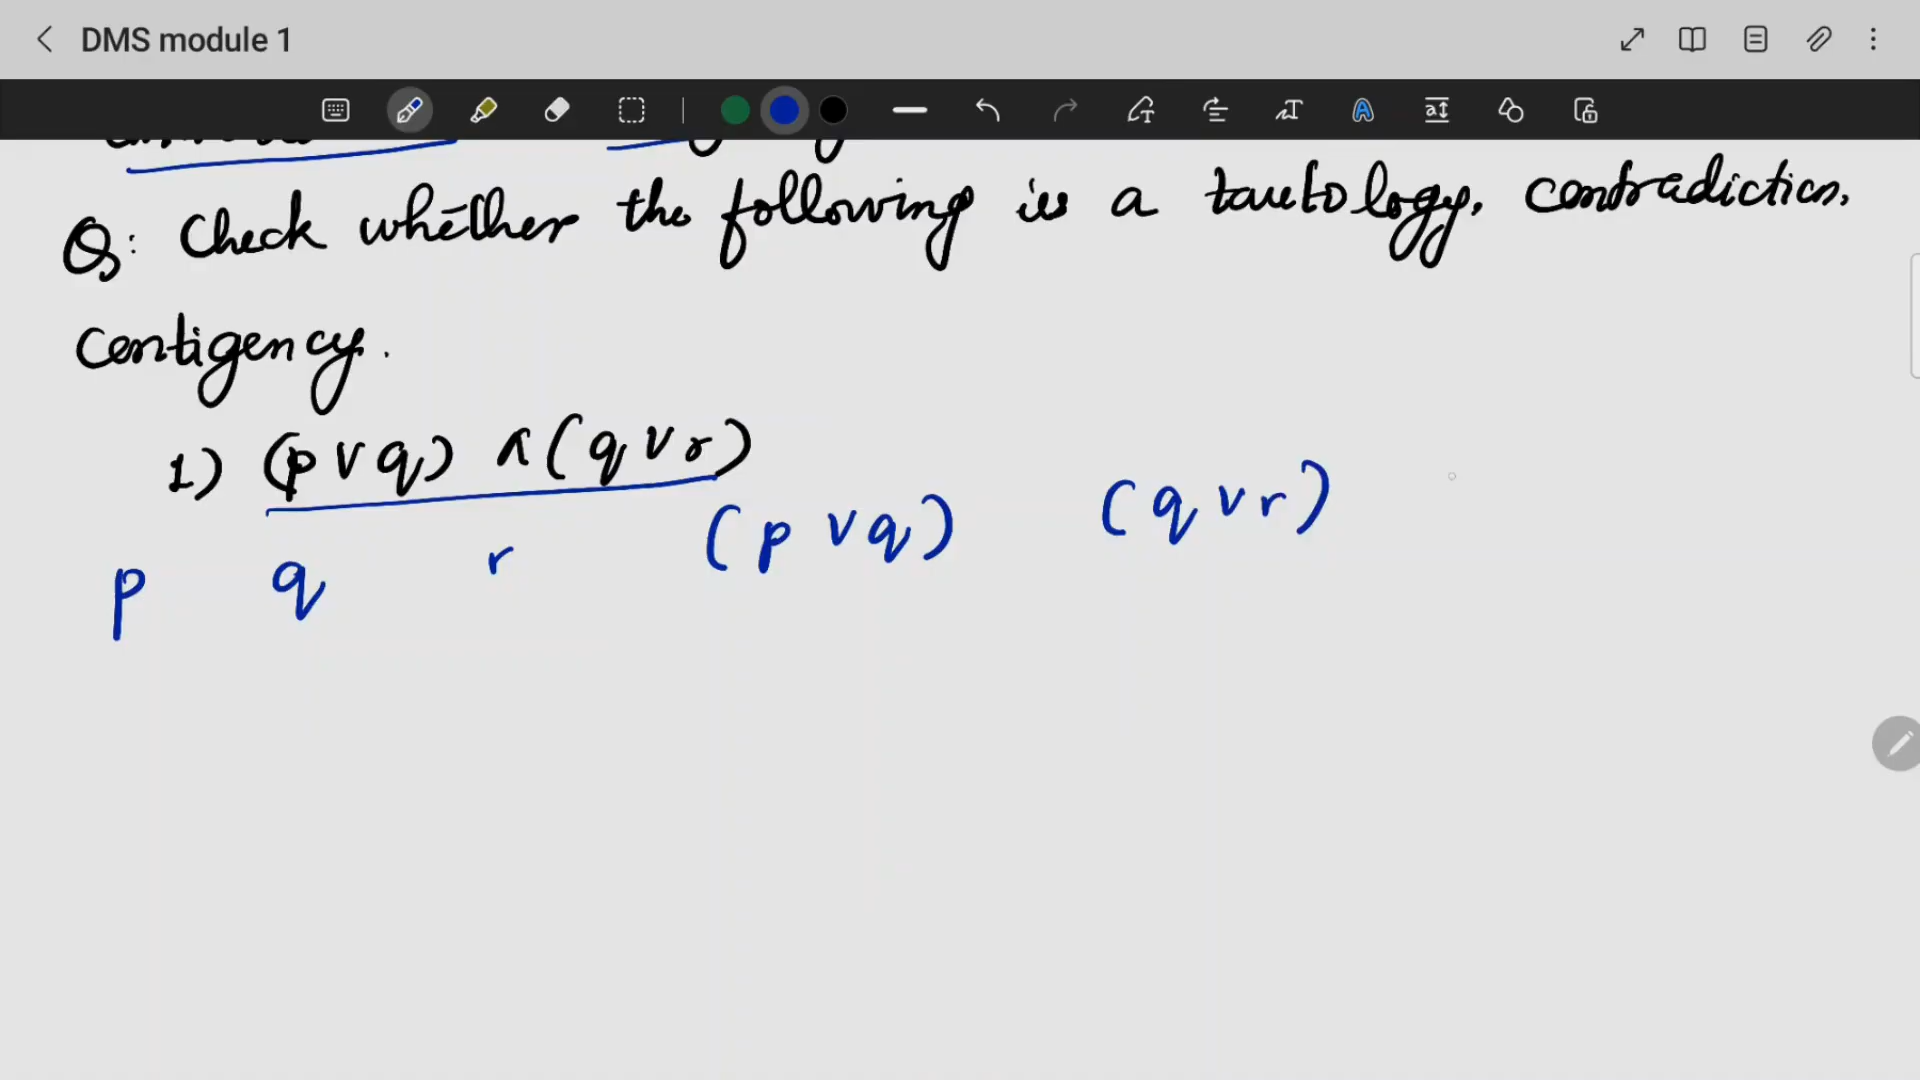 DMS module 1
Q: Check whether the following is a tautology, contradiction,
Contigency.
1) (p ∨ q) ∧ (q ∨ r)
p q r (p ∨ q) (q ∨ r)